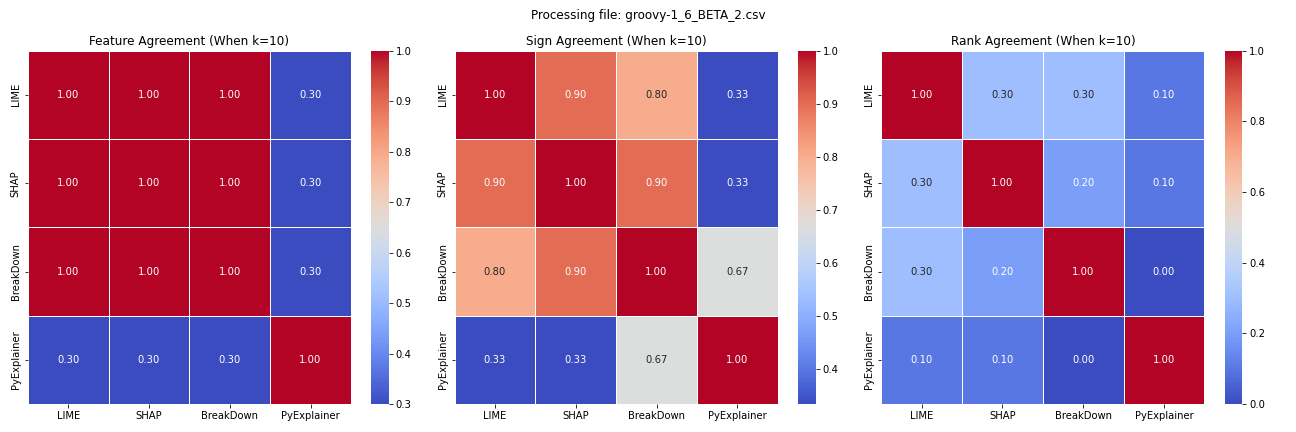 Processing file: groovy-1_6_BETA_2.csv
Feature Agreement (When k=10)
LIME
SHAP
BreakDown
PyExplainer
1.00 1.00 1.00 0.30
1.00 1.00 1.00 0.30
1.00 1.00 1.00 0.30
0.30 0.30 0.30 1.00
LIME SHAP BreakDown PyExplainer
1.0
0.9
0.8
0.7
0.6
0.5
0.4
0.3
Sign Agreement (When k=10)
LIME
SHAP
BreakDown
PyExplainer
1.00 0.90 0.80 0.33
0.90 1.00 0.90 0.33
0.80 0.90 1.00 0.67
0.33 0.33 0.67 1.00
LIME SHAP BreakDown PyExplainer
1.0
0.9
0.8
0.7
0.6
0.5
0.4
Rank Agreement (When k=10)
LIME
SHAP
BreakDown
PyExplainer
1.00 0.30 0.30 0.10
0.30 1.00 0.20 0.10
0.30 0.20 1.00 0.00
0.10 0.10 0.00 1.00
LIME SHAP BreakDown PyExplainer
1.0
0.8
0.6
0.4
0.2
0.0